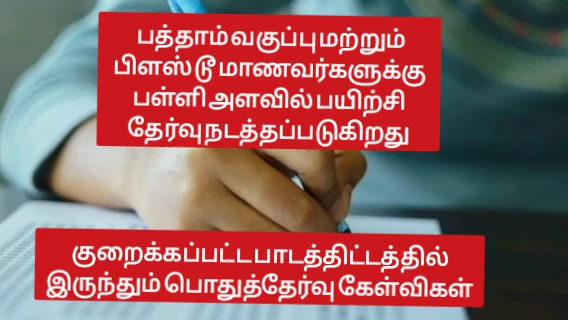 பத்தாம் வகுப்பு மற்றும்
பிளஸ் டூ மாணவர்களுக்கு
பள்ளி அளவில் பயிற்சி
தேர்வு நடத்தப்படுகிறது
குறைக்கப்பட்ட பாடத்திட்டத்தில்
இருந்தும் பொதுத்தேர்வு கேள்விகள்